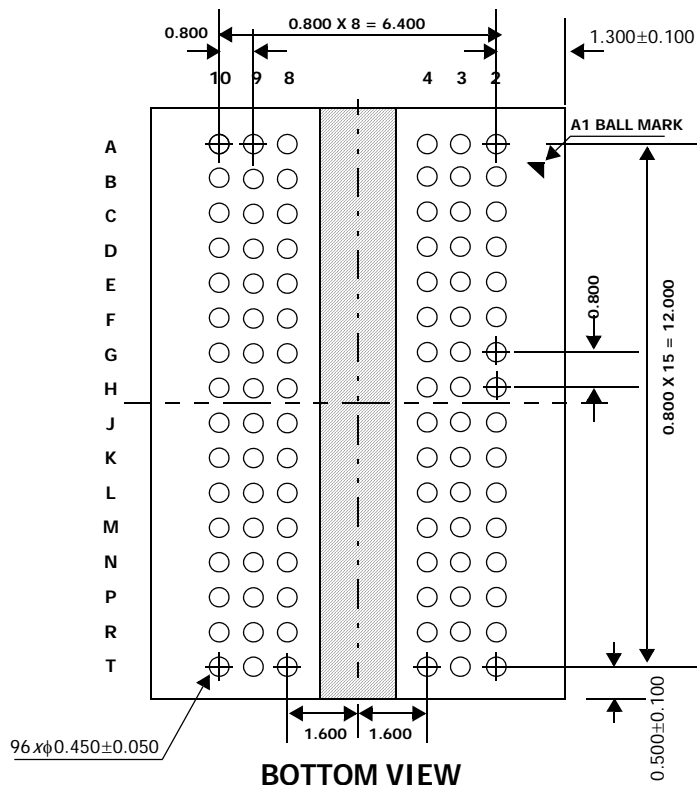 0.800 X 8 = 6.400
0.800
1.300±0.100
10 9 8 4 3 2
A1 BALL MARK
A
B
C
D
E
F
G
H
J
K
L
M
N
P
R
T
0.800
0.800 X 15 = 12.000
0.500±0.100
1.600 1.600
96xϕ0.450±0.050
BOTTOM VIEW